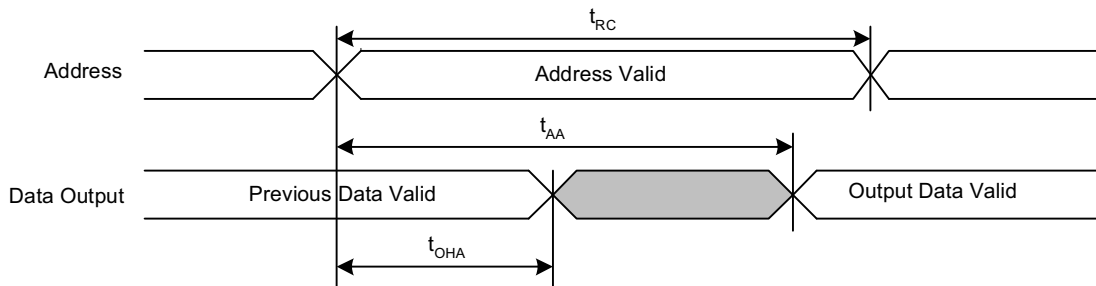 tRC
Address
Address Valid
tAA
Data Output
Previous Data Valid
Output Data Valid
tOHA